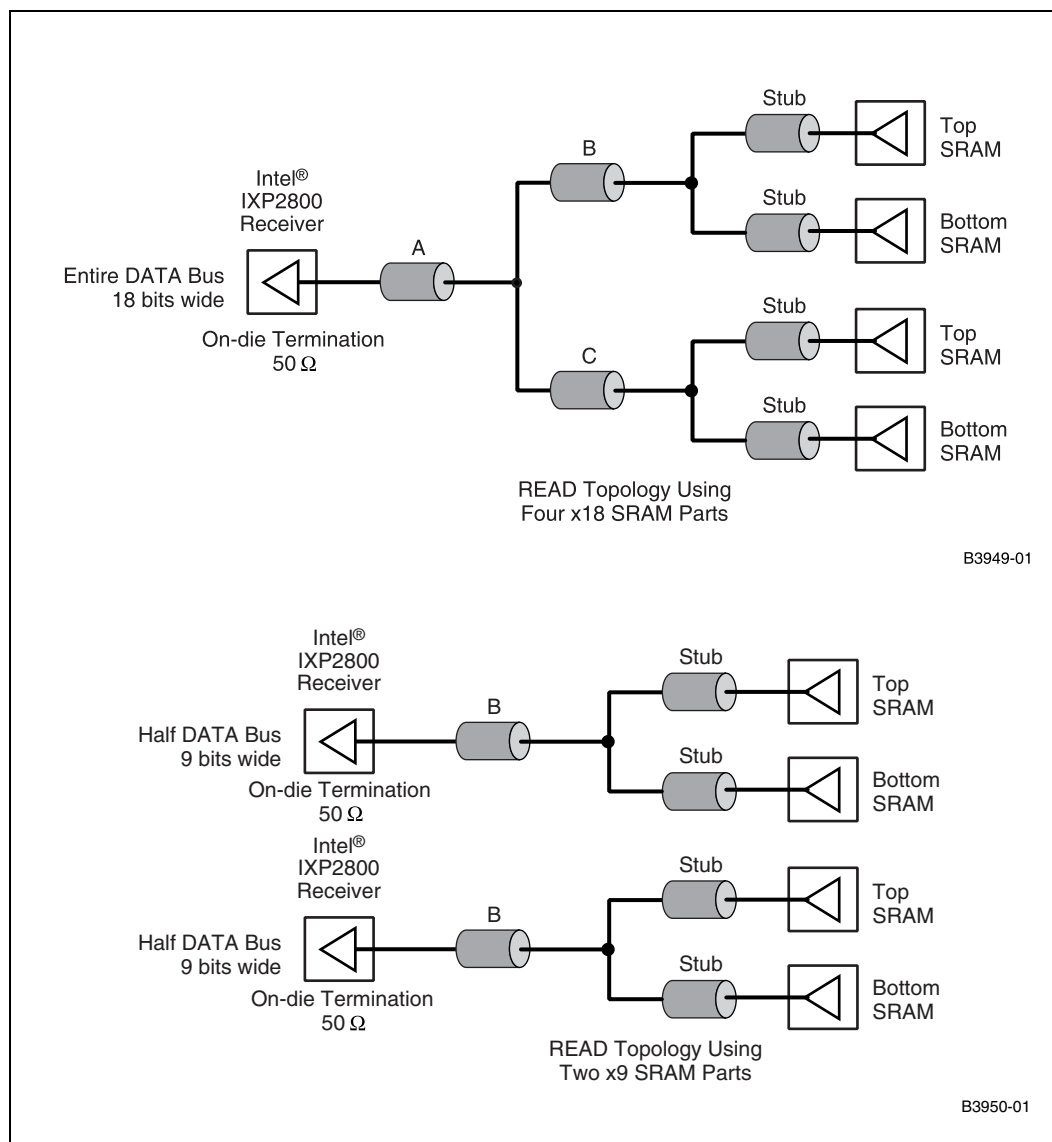 Stub
Top
SRAM
B
Stub
Bottom
SRAM
Intel®
IXP2800
Receiver
A
Entire DATA Bus
18 bits wide
On-die Termination
50 Ω
Stub
Top
SRAM
C
Stub
Bottom
SRAM
READ Topology Using
Four x18 SRAM Parts
B3949-01
Intel®
IXP2800
Receiver
Stub
Top
SRAM
B
Half DATA Bus
9 bits wide
Stub
Bottom
SRAM
On-die Termination
50 Ω
Intel®
IXP2800
Receiver
Stub
Top
SRAM
B
Half DATA Bus
9 bits wide
Stub
Bottom
SRAM
On-die Termination
50 Ω
READ Topology Using
Two x9 SRAM Parts
B3950-01